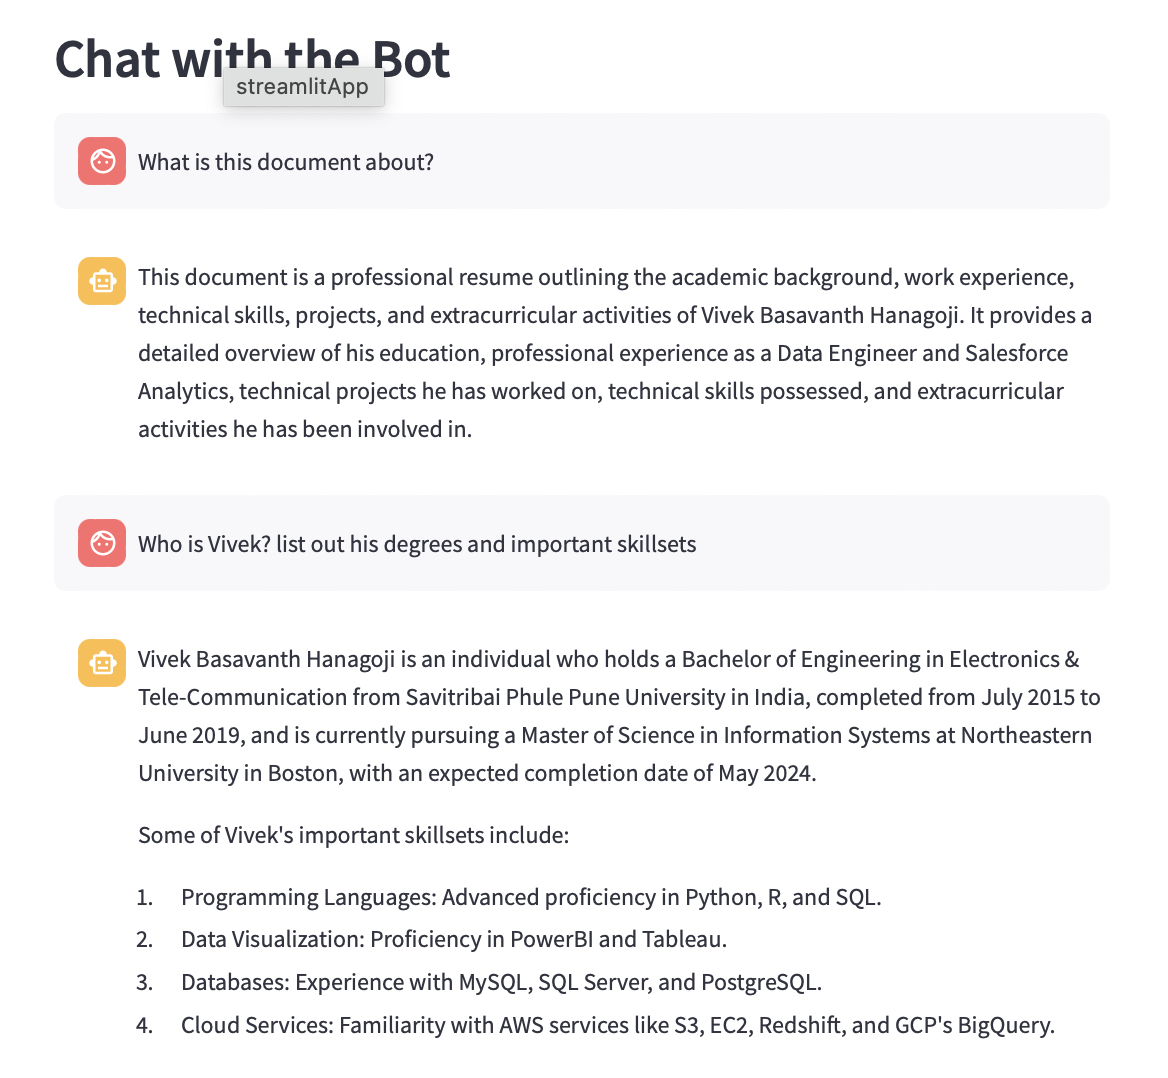 Chat with the Bot
streamlitApp
What is this document about?
This document is a professional resume outlining the academic background, work experience,
technical skills, projects, and extracurricular activities of Vivek Basavanth Hanagoji. It provides a
detailed overview of his education, professional experience as a Data Engineer and Salesforce
Analytics, technical projects he has worked on, technical skills possessed, and extracurricular
activities he has been involved in.
Who is Vivek? list out his degrees and important skillsets
Vivek Basavanth Hanagoji is an individual who holds a Bachelor of Engineering in Electronics &
Tele-Communication from Savitribai Phule Pune University in India, completed from July 2015 to
June 2019, and is currently pursuing a Master of Science in Information Systems at Northeastern
University in Boston, with an expected completion date of May 2024.
Some of Vivek's important skillsets include:
1. Programming Languages: Advanced proficiency in Python, R, and SQL.
2. Data Visualization: Proficiency in PowerBI and Tableau.
3. Databases: Experience with MySQL, SQL Server, and PostgreSQL.
4. Cloud Services: Familiarity with AWS services like S3, EC2, Redshift, and GCP's BigQuery.